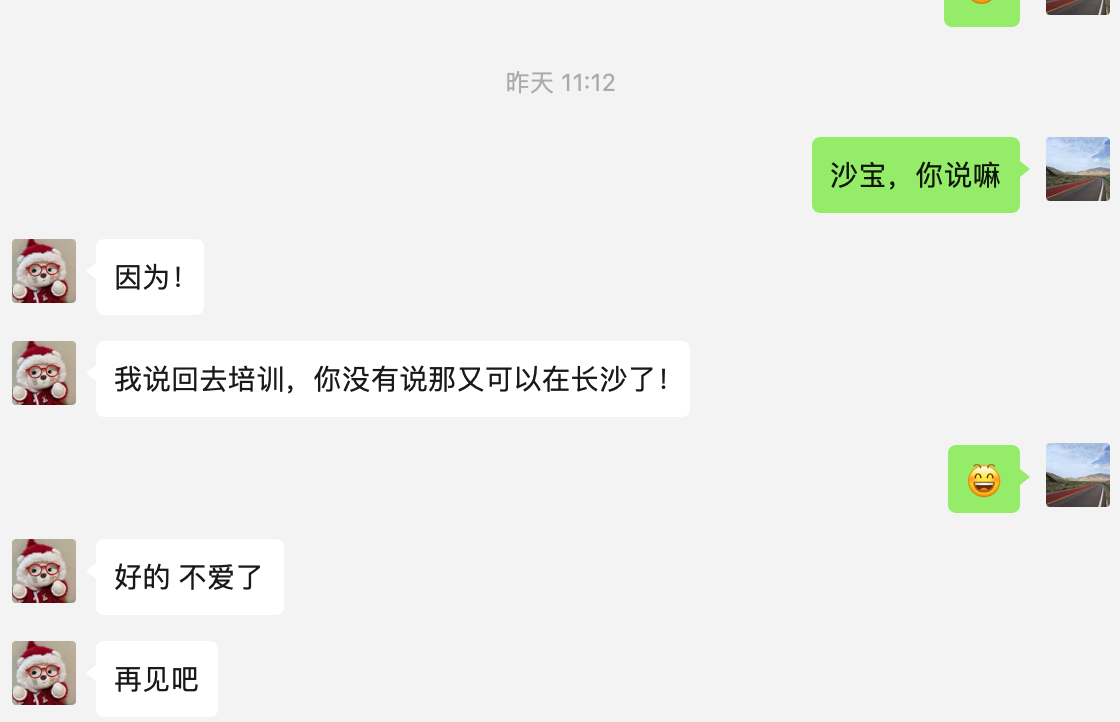 昨天 11:12
沙宝，你说嘛
因为！
我说回去培训，你没有说那又可以在长沙了！
😄
好的 不爱了
再见吧